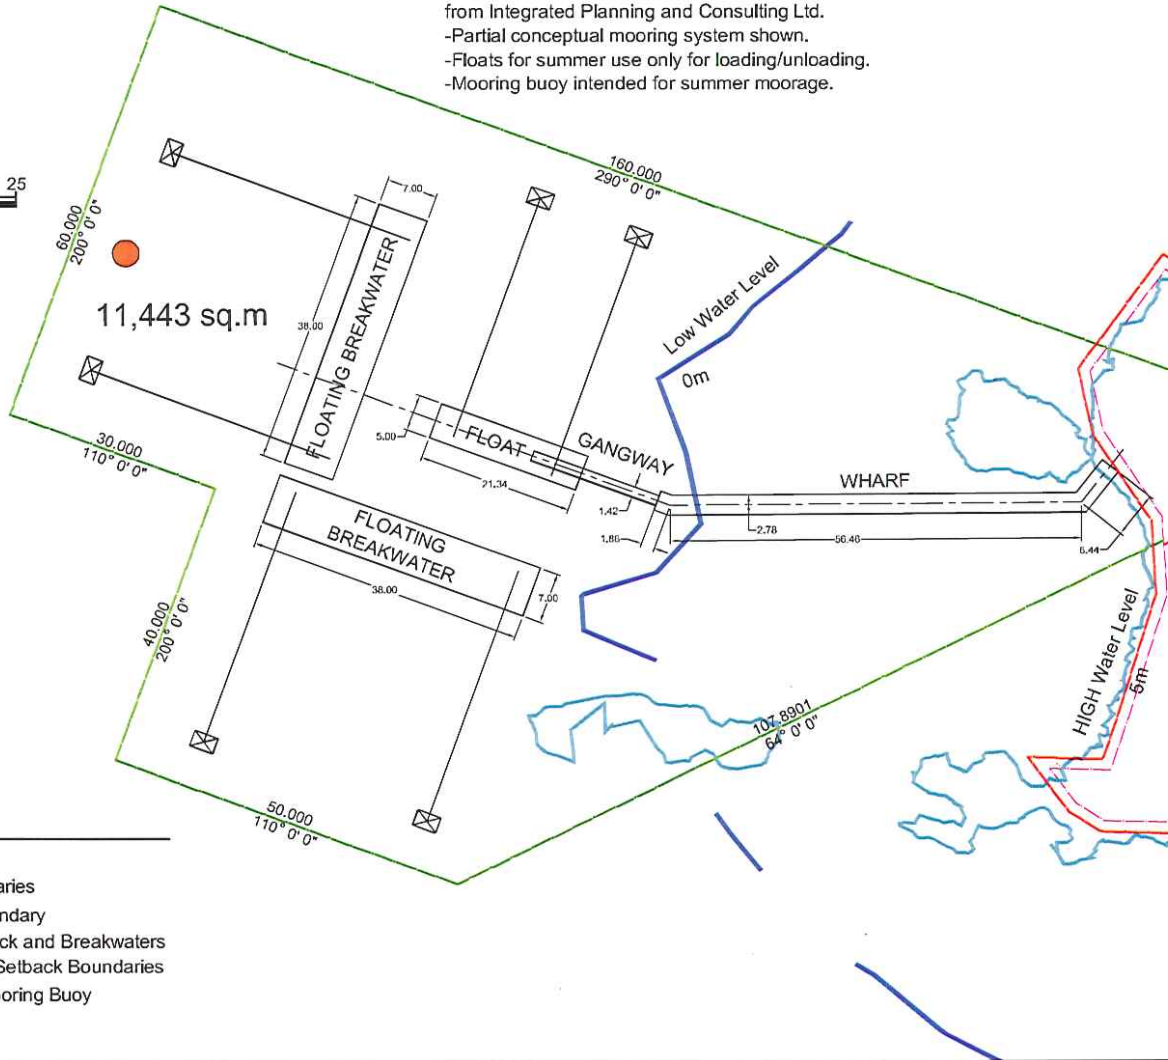 from Integrated Planning and Consulting Ltd.
-Partial conceptual mooring system shown.
-Floats for summer use only for loading/unloading.
-Mooring buoy intended for summer moorage.
25
160.000
290° 0' 0"
60.000
200° 0' 0"
7.00
11,443 sq.m
38.00
FLOATING BREAKWATER
Low Water Level
0m
30.000
110° 0' 0"
5.00
FLOAT
GANGWAY
21.34
1.42
1.86
WHARF
2.78
56.46
6.44
FLOATING
BREAKWATER
38.00
7.00
40.000
200° 0' 0"
HIGH Water Level
5m
107.8901
64° 0' 0"
50.000
110° 0' 0"
aries
ndary
ck and Breakwaters
Setback Boundaries
oring Buoy